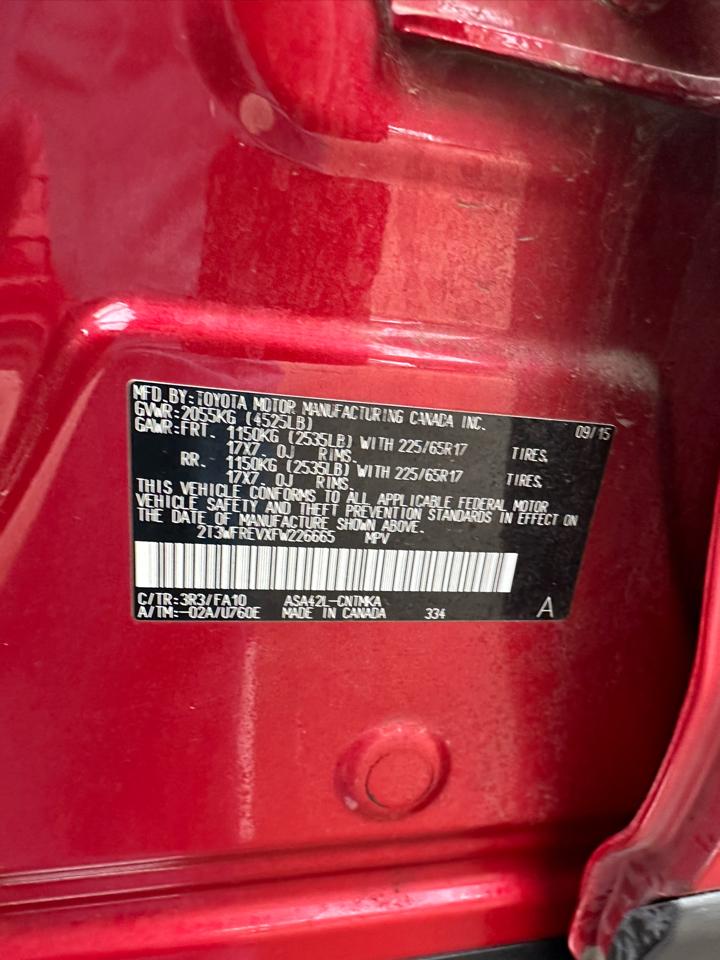 MFD. BY: TOYOTA MOTOR MANUFACTURING CANADA INC.
GVWR: 2055KG (4525LB) 09/15
GAWR: FRT. 1150KG (2535LB) WITH 225/65R17 TIRES,
17X7. 0J RIMS,
RR. 1150KG (2535LB) WITH 225/65R17 TIRES,
17X7. 0J RIMS.
THIS VEHICLE CONFORMS TO ALL APPLICABLE FEDERAL MOTOR
VEHICLE SAFETY AND THEFT PREVENTION STANDARDS IN EFFECT ON
THE DATE OF MANUFACTURE SHOWN ABOVE.
2T3WFREVXFW226665 MPV
C/TR: 3R3/FA10 ASA42L-CNTMKA
A/TM: -02A/U760E MADE IN CANADA 334 A